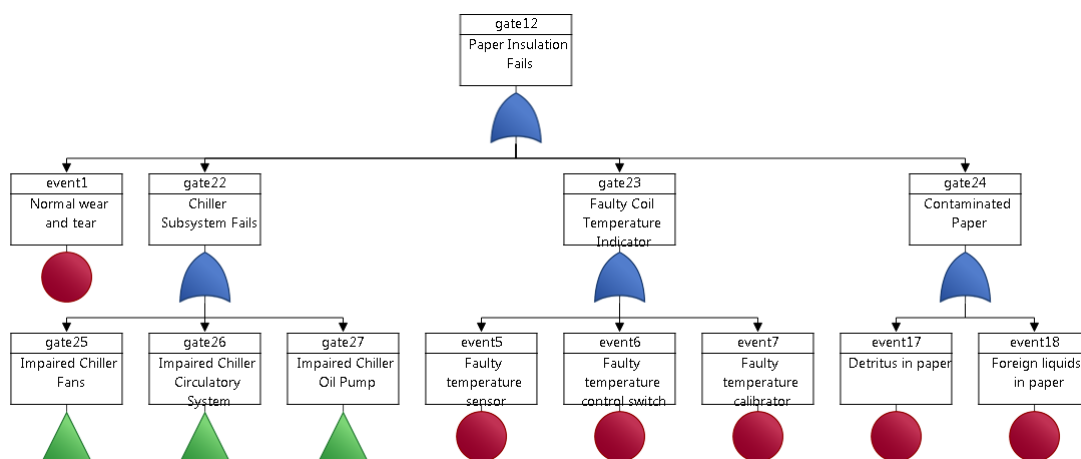 gate12
Paper Insulation
Fails
event1
Normal wear
and tear
gate22
Chiller
Subsystem Fails
gate23
Faulty Coil
Temperature
Indicator
gate24
Contaminated
Paper
gate25
Impaired Chiller
Fans
gate26
Impaired Chiller
Circulatory
System
gate27
Impaired Chiller
Oil Pump
event5
Faulty
temperature
sensor
event6
Faulty
temperature
control switch
event7
Faulty
temperature
calibrator
event17
Detritus in paper
event18
Foreign liquids
in paper